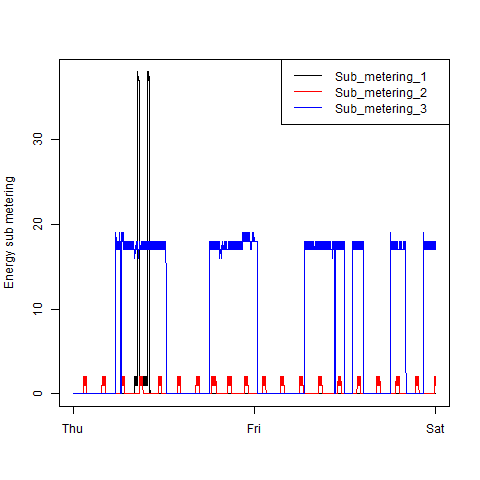 Sub_metering_1
Sub_metering_2
Sub_metering_3
Energy sub metering
30
20
10
0
Thu
Fri
Sat